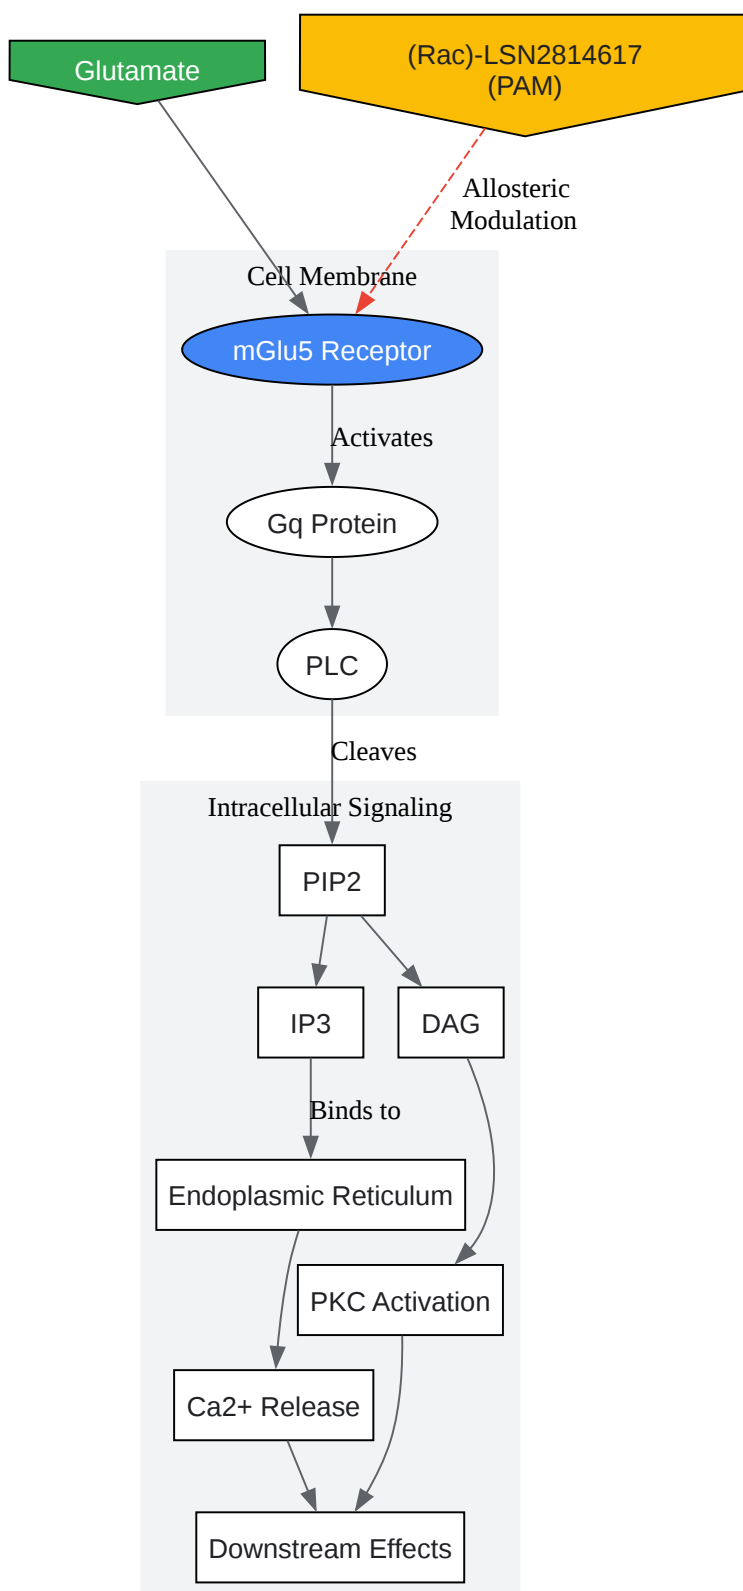 Glutamate
(Rac)-LSN2814617
(PAM)
Allosteric
Modulation
Cell Membrane
mGlu5 Receptor
Activates
Gq Protein
PLC
Cleaves
Intracellular Signaling
PIP2
IP3
DAG
Binds to
Endoplasmic Reticulum
PKC Activation
Ca2+ Release
Downstream Effects